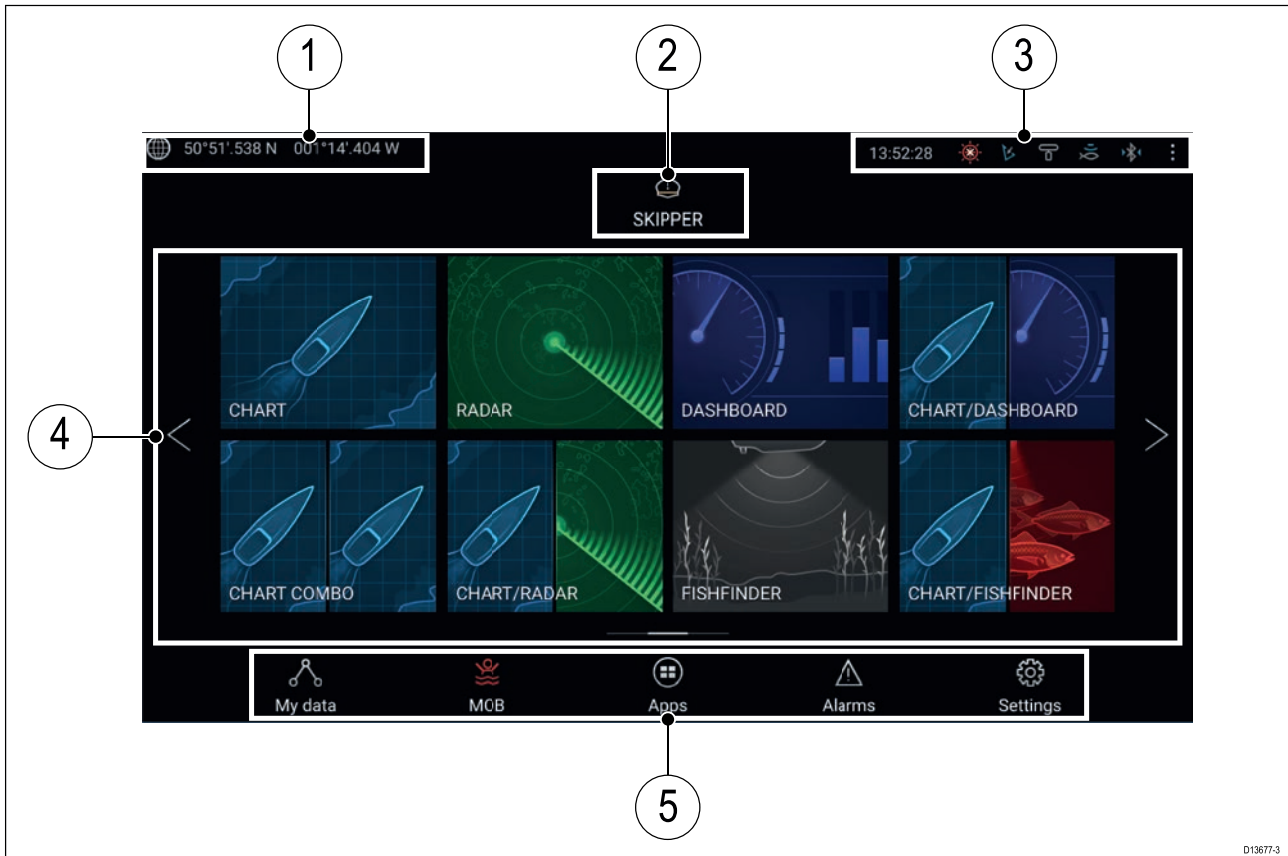 1
2
3
50°51'.538 N 001°14'.404 W
13:52:28
SKIPPER
CHART
RADAR
DASHBOARD
CHART/DASHBOARD
4
CHART COMBO
CHART/RADAR
FISHFINDER
CHART/FISHFINDER
My data
MOB
Apps
Alarms
Settings
5
D13677-3